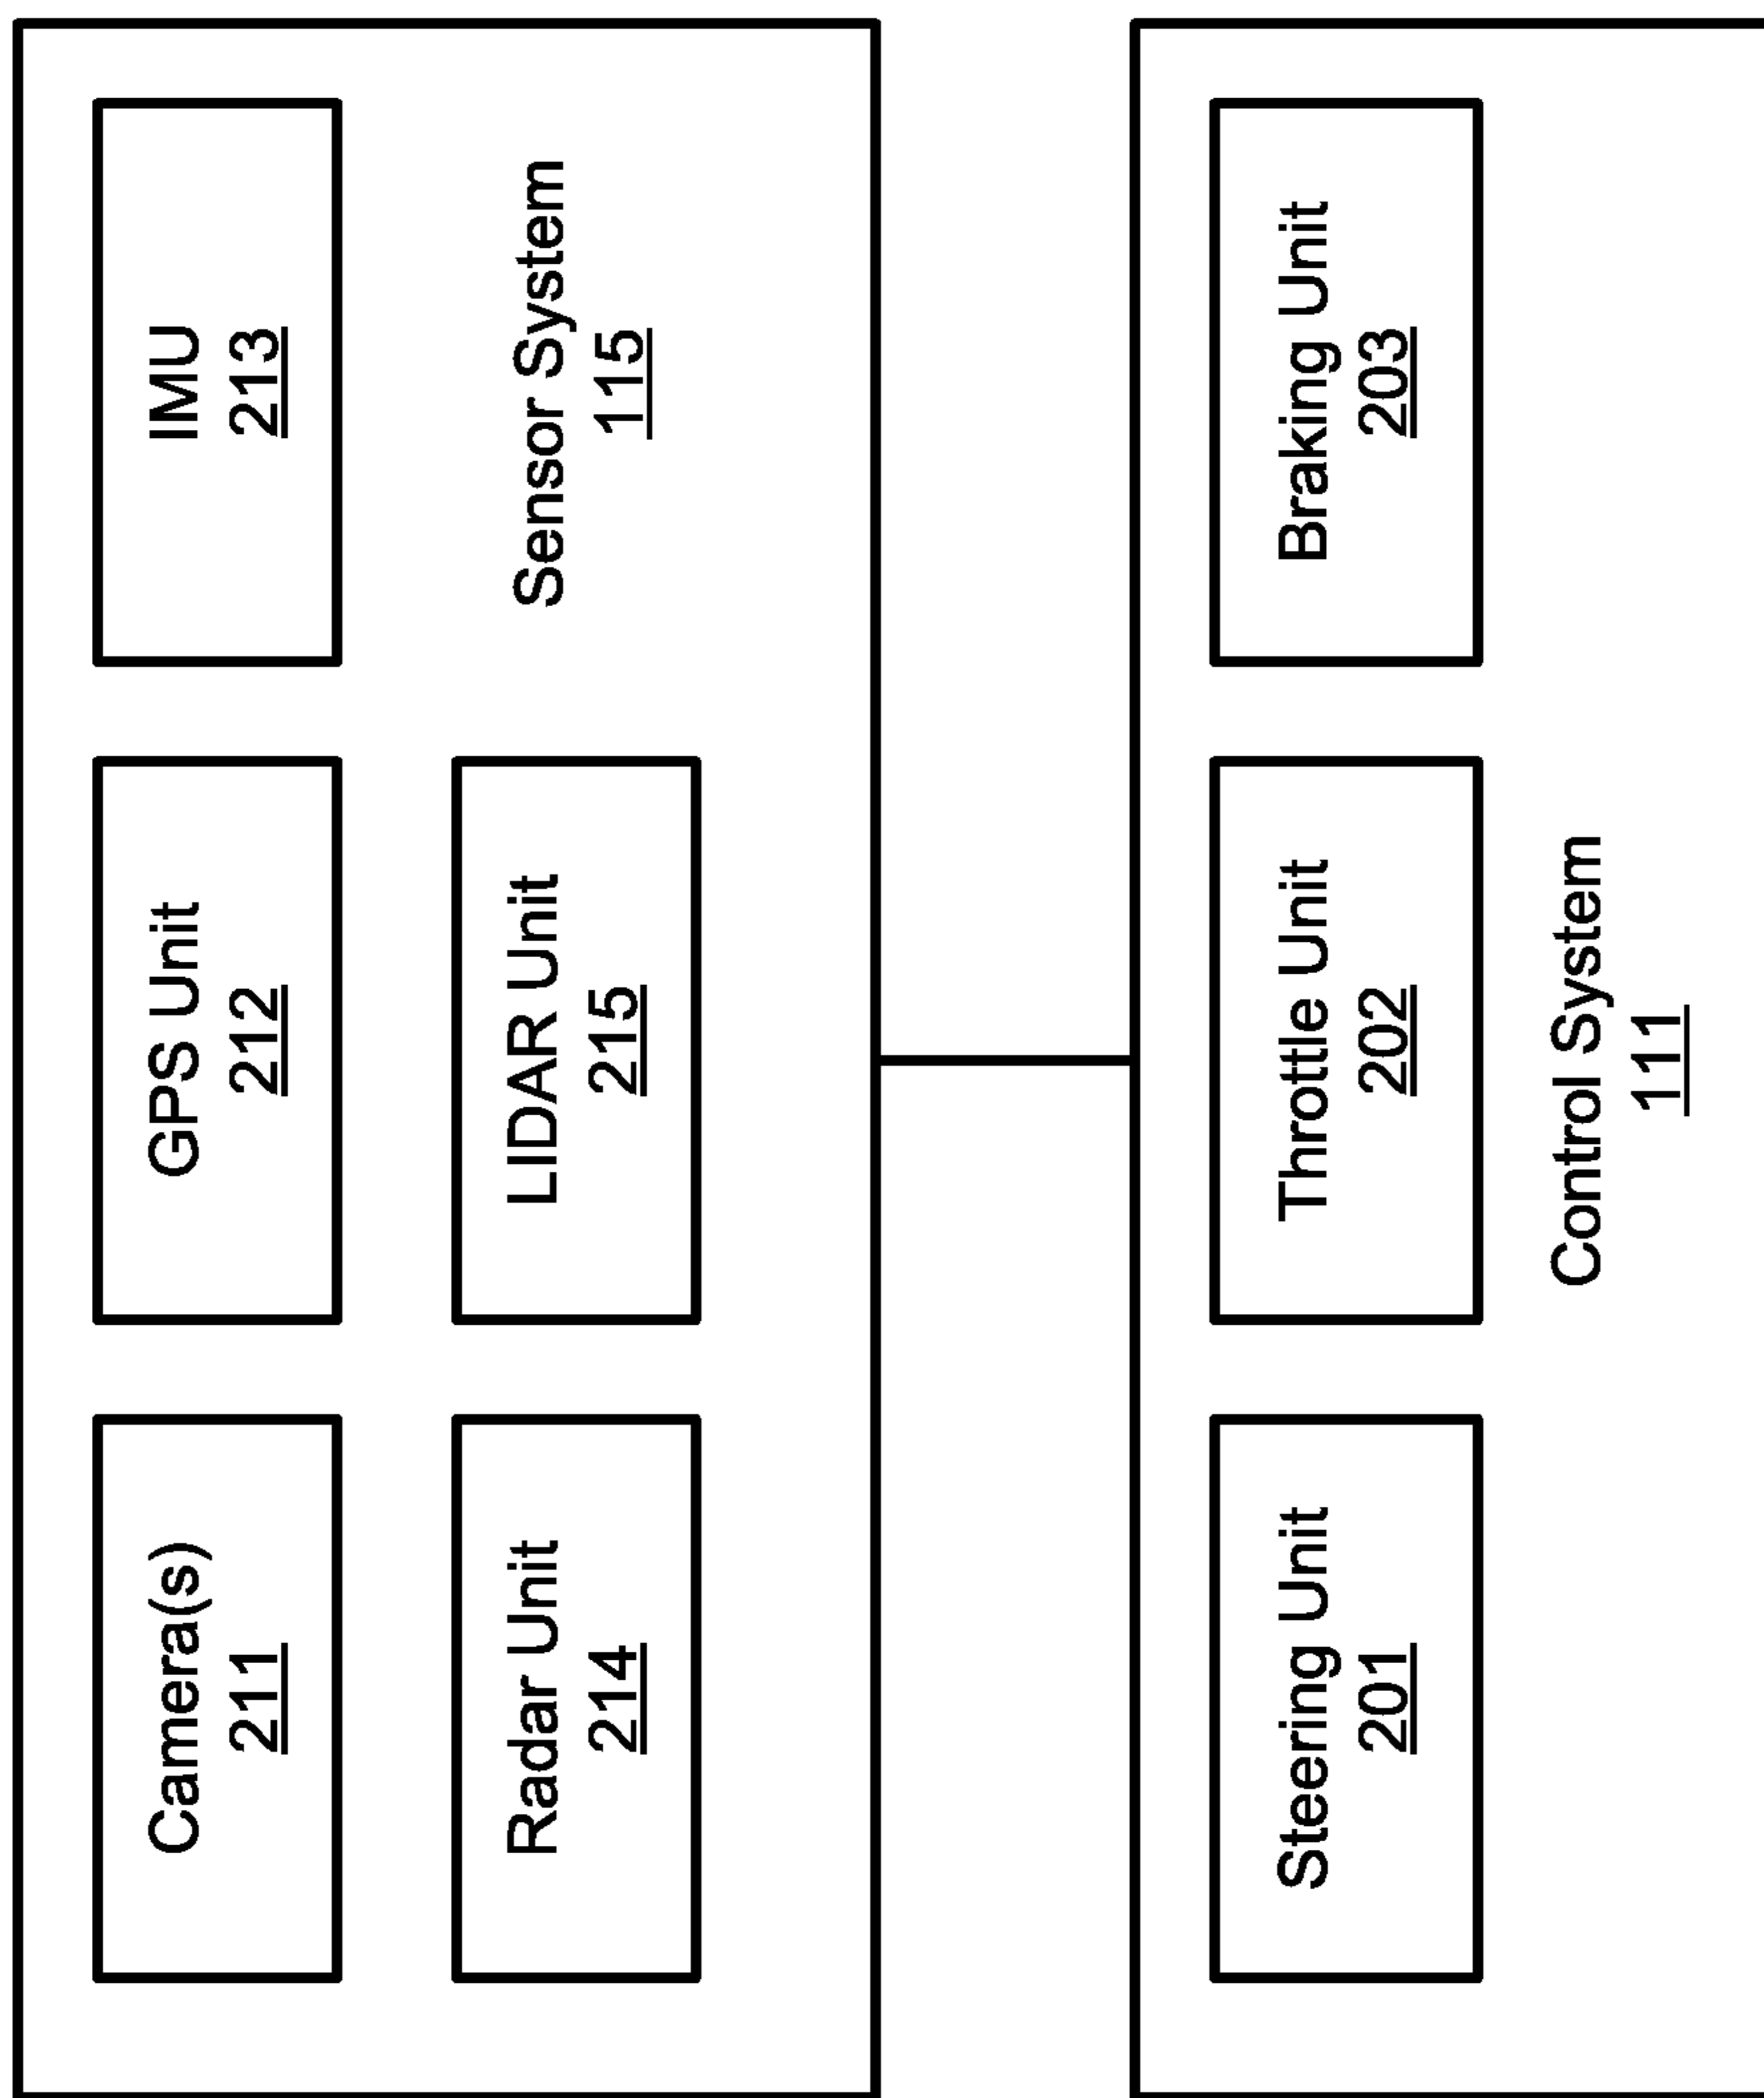 Camera(s)
211
GPS Unit
212
IMU
213
Radar Unit
214
LIDAR Unit
215
Sensor System
115
Steering Unit
201
Throttle Unit
202
Braking Unit
203
Control System
111